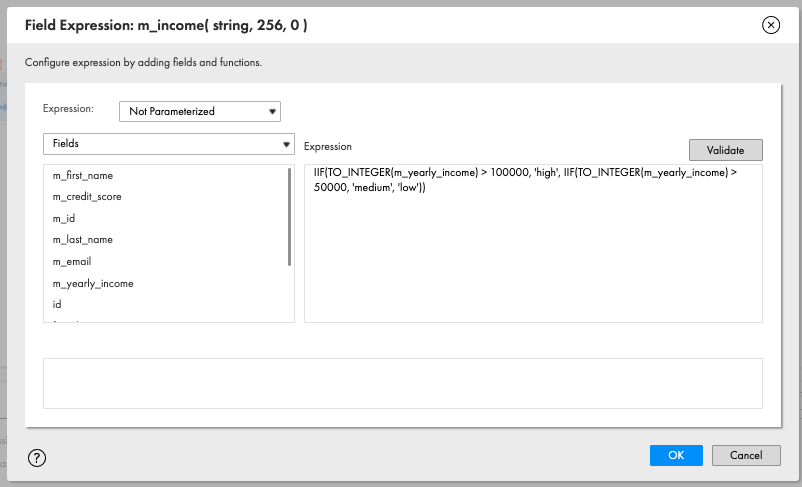 Field Expression: m_income( string, 256, 0 )
Configure expression by adding fields and functions.
Expression:
Not Parameterized
Fields
Expression
Validate
m_first_name
m_credit_score
m_id
m_last_name
m_email
m_yearly_income
id
IIF(TO_INTEGER(m_yearly_income) > 100000, 'high', IIF(TO_INTEGER(m_yearly_income) >
50000, 'medium', 'low'))
?
OK
Cancel